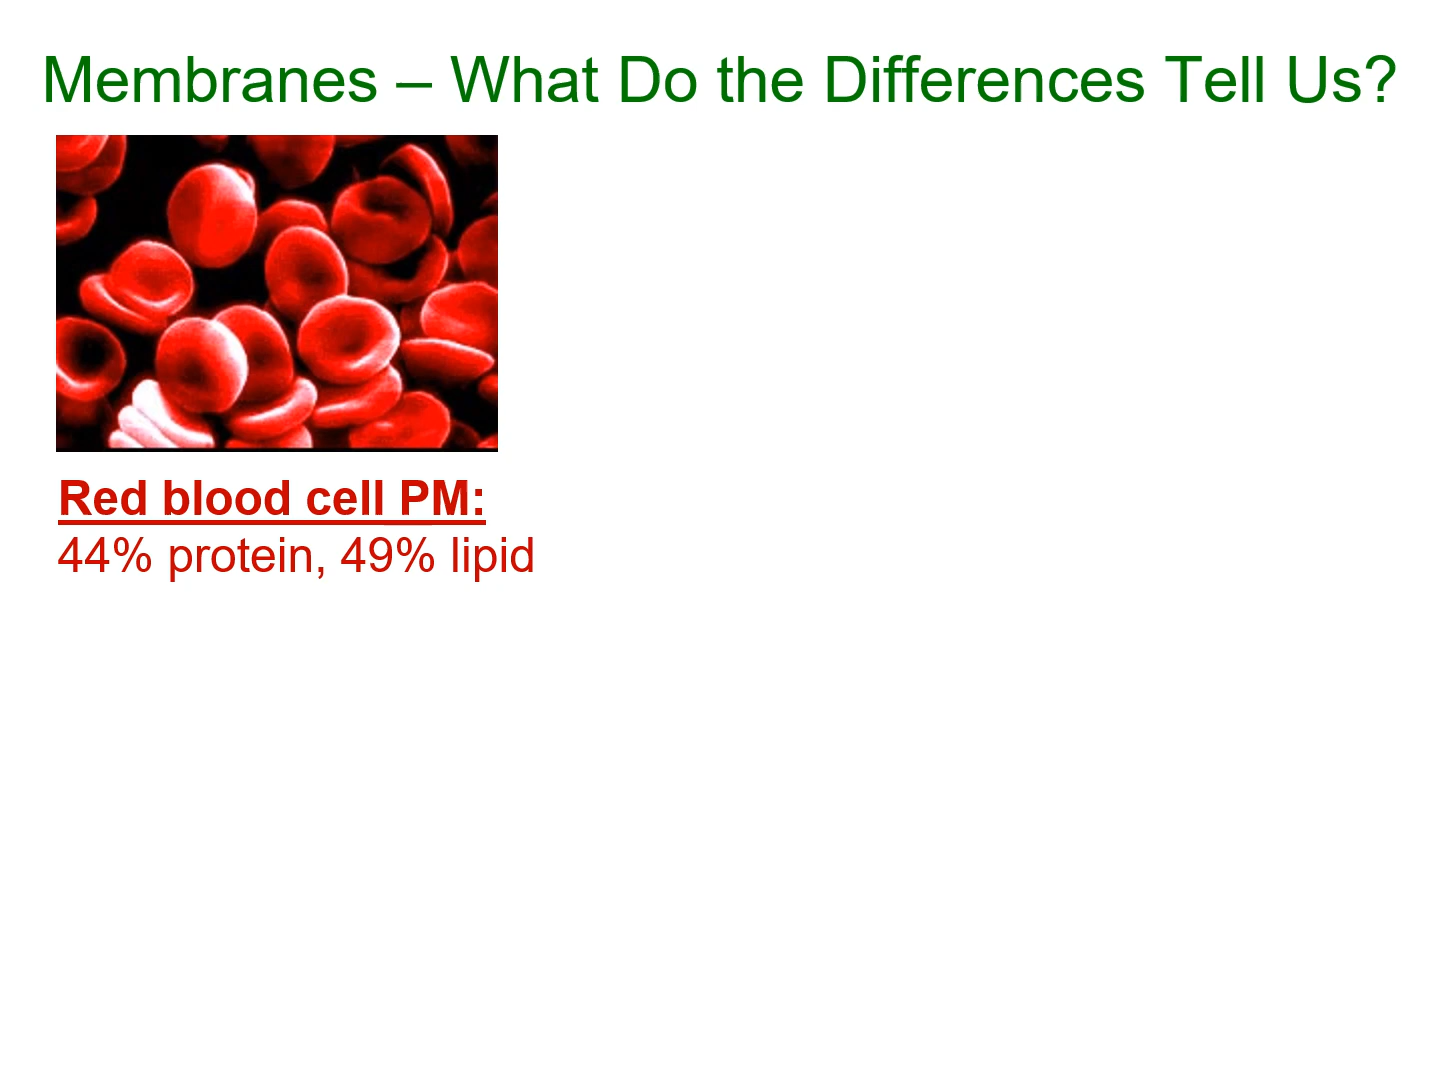 Membranes – What Do the Differences Tell Us?
Red blood cell PM:
44% protein, 49% lipid